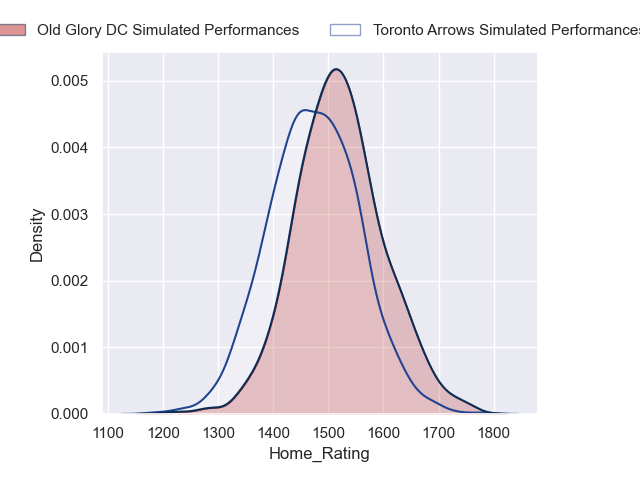 Old Glory DC Simulated Performances Toronto Arrows Simulated Performances
0.005
0.004
0.003
0.002
0.001
0.000
Density
1100 1200 1300 1400 1500 1600 1700 1800
Home_Rating